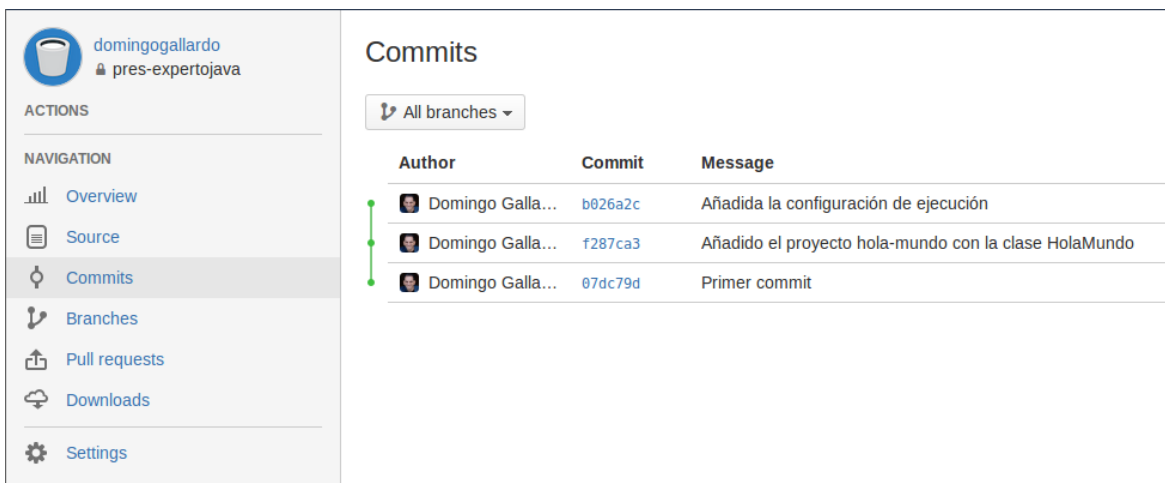 domingogallardo
pres-expertojava
ACTIONS
NAVIGATION
Overview
Source
Commits
Branches
Pull requests
Downloads
Settings
Commits
All branches
Author Commit Message
Domingo Galla... b026a2c Añadida la configuración de ejecución
Domingo Galla... f287ca3 Añadido el proyecto hola-mundo con la clase HolaMundo
Domingo Galla... 07dc79d Primer commit